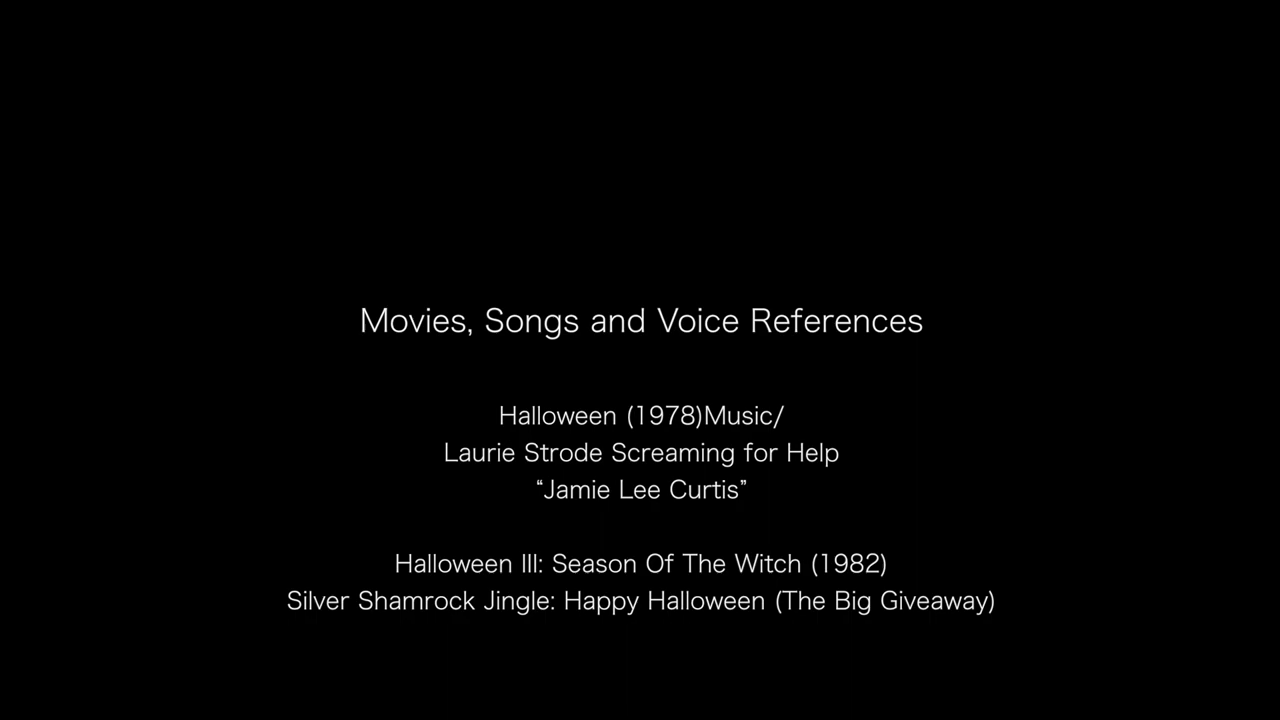 Movies, Songs and Voice References
Halloween (1978)Music/
Laurie Strode Screaming for Help
“Jamie Lee Curtis”
Halloween III: Season Of The Witch (1982)
Silver Shamrock Jingle: Happy Halloween (The Big Giveaway)